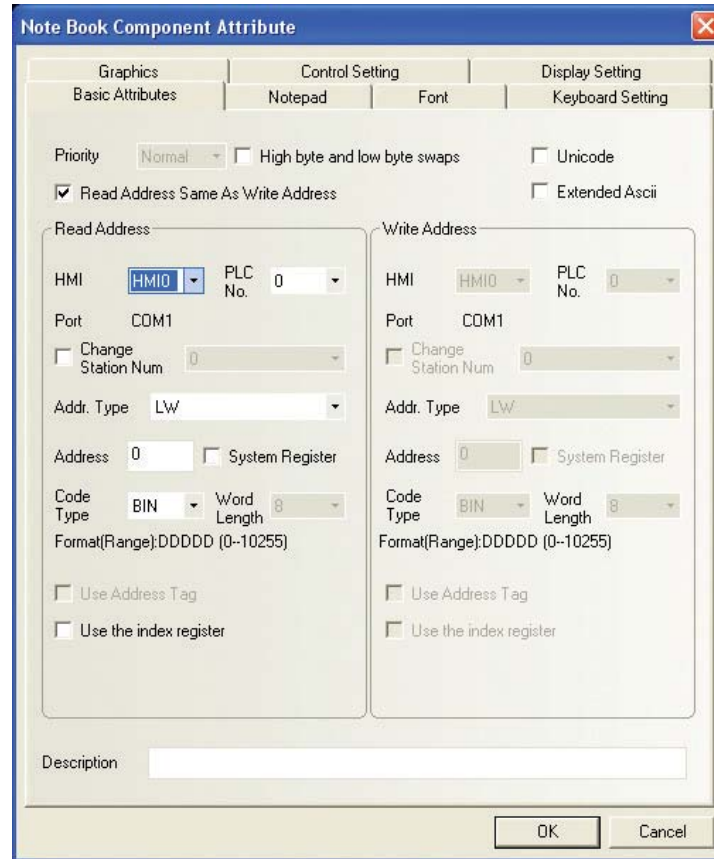 Note Book Component Attribute
Graphics Control Setting Display Setting
Basic Attributes Notepad Font Keyboard Setting
Priority Normal High byte and low byte swaps Unicode
Read Address Same As Write Address Extended Ascii
Read Address
HMI HMI0 PLC No. 0
Port COM1
Change Station Num 0
Addr. Type LW
Address 0 System Register
Code Type BIN Word Length 8
Format(Range):DDDDD (0--10255)
Use Address Tag
Use the index register
Write Address
HMI HMI0 PLC No. 0
Port COM1
Change Station Num 0
Addr. Type LW
Address 0 System Register
Code Type BIN Word Length 8
Format(Range):DDDDD (0--10255)
Use Address Tag
Use the index register
Description
OK Cancel